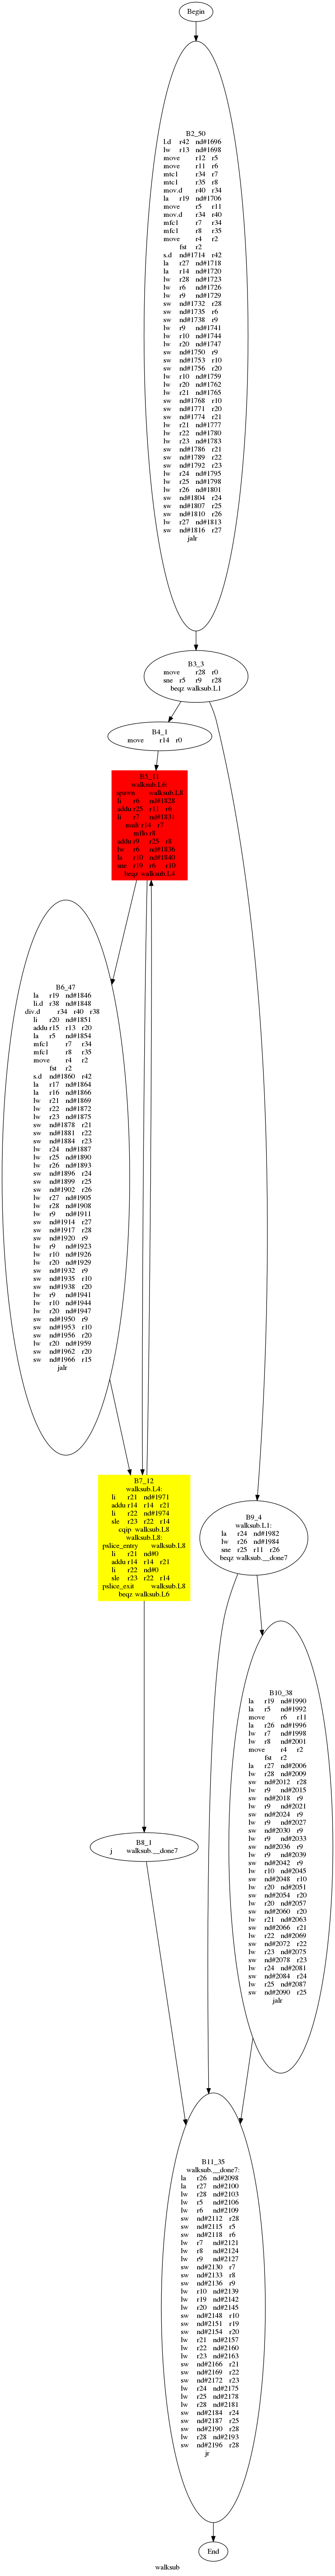 Begin
B2_50
l.d r42 nd#1696
lw r13 nd#1698
move r12 r5
move r11 r6
mtc1 r34 r7
mtc1 r35 r8
mov.d r40 r34
la r19 nd#1706
move r5 r11
mov.d r34 r40
mfc1 r7 r34
mfc1 r8 r35
move r4 r2
fst r2
s.d nd#1714 r42
la r27 nd#1718
la r14 nd#1720
lw r28 nd#1723
lw r6 nd#1726
lw r9 nd#1729
sw nd#1732 r28
sw nd#1735 r6
sw nd#1738 r9
lw r9 nd#1741
lw r10 nd#1744
lw r20 nd#1747
sw nd#1750 r9
sw nd#1753 r10
sw nd#1756 r20
lw r10 nd#1759
lw r20 nd#1762
lw r21 nd#1765
sw nd#1768 r10
sw nd#1771 r20
sw nd#1774 r21
lw r21 nd#1777
lw r22 nd#1780
lw r23 nd#1783
sw nd#1786 r21
sw nd#1789 r22
sw nd#1792 r23
lw r24 nd#1795
lw r25 nd#1798
lw r26 nd#1801
sw nd#1804 r24
sw nd#1807 r25
sw nd#1810 r26
lw r27 nd#1813
sw nd#1816 r27
jalr
B3_3
move r28 r0
sne r5 r9 r28
beqz walksub.L1
B4_1
move r14 r0
B5_11
walksub.L6:
spawn walksub.L8
li r6 nd#1828
addu r25 r11 r6
li r7 nd#1831
mult r14 r7
mflo r8
addu r9 r25 r8
lw r6 nd#1836
la r10 nd#1840
sne r19 r6 r10
beqz walksub.L4
B6_47
la r19 nd#1846
li.d r38 nd#1848
div.d r34 r40 r38
li r20 nd#1851
addu r15 r13 r20
la r5 nd#1854
mfc1 r7 r34
mfc1 r8 r35
move r4 r2
fst r2
s.d nd#1860 r42
la r17 nd#1864
la r16 nd#1866
lw r21 nd#1869
lw r22 nd#1872
lw r23 nd#1875
sw nd#1878 r21
sw nd#1881 r22
sw nd#1884 r23
lw r24 nd#1887
lw r25 nd#1890
lw r26 nd#1893
sw nd#1896 r24
sw nd#1899 r25
sw nd#1902 r26
lw r27 nd#1905
lw r28 nd#1908
lw r9 nd#1911
sw nd#1914 r27
sw nd#1917 r28
sw nd#1920 r9
lw r9 nd#1923
lw r10 nd#1926
lw r20 nd#1929
sw nd#1932 r9
sw nd#1935 r10
sw nd#1938 r20
lw r9 nd#1941
lw r10 nd#1944
lw r20 nd#1947
sw nd#1950 r9
sw nd#1953 r10
sw nd#1956 r20
lw r20 nd#1959
sw nd#1962 r20
sw nd#1966 r15
jalr
B7_12
walksub.L4:
li r21 nd#1971
addu r14 r14 r21
li r22 nd#1974
sle r23 r22 r14
cqip walksub.L8
walksub.L8:
pslice_entry walksub.L8
li r21 nd#0
addu r14 r14 r21
li r22 nd#0
sle r23 r22 r14
pslice_exit walksub.L8
beqz walksub.L6
B9_4
walksub.L1:
la r24 nd#1982
lw r26 nd#1984
sne r25 r11 r26
beqz walksub.__done7
B10_38
la r19 nd#1990
la r5 nd#1992
move r6 r11
la r26 nd#1996
lw r7 nd#1998
lw r8 nd#2001
move r4 r2
fst r2
la r27 nd#2006
lw r28 nd#2009
sw nd#2012 r28
lw r9 nd#2015
sw nd#2018 r9
lw r9 nd#2021
sw nd#2024 r9
lw r9 nd#2027
sw nd#2030 r9
lw r9 nd#2033
sw nd#2036 r9
lw r9 nd#2039
sw nd#2042 r9
lw r10 nd#2045
sw nd#2048 r10
lw r20 nd#2051
sw nd#2054 r20
lw r20 nd#2057
sw nd#2060 r20
lw r21 nd#2063
sw nd#2066 r21
lw r22 nd#2069
sw nd#2072 r22
lw r23 nd#2075
sw nd#2078 r23
lw r24 nd#2081
sw nd#2084 r24
lw r25 nd#2087
sw nd#2090 r25
jalr
B8_1
j walksub.__done7
B11_35
walksub.__done7:
la r26 nd#2098
la r27 nd#2100
lw r28 nd#2103
lw r5 nd#2106
lw r6 nd#2109
sw nd#2112 r28
sw nd#2115 r5
sw nd#2118 r6
lw r7 nd#2121
lw r8 nd#2124
lw r9 nd#2127
sw nd#2130 r7
sw nd#2133 r8
sw nd#2136 r9
lw r10 nd#2139
lw r19 nd#2142
lw r20 nd#2145
sw nd#2148 r10
sw nd#2151 r19
sw nd#2154 r20
lw r21 nd#2157
lw r22 nd#2160
lw r23 nd#2163
sw nd#2166 r21
sw nd#2169 r22
sw nd#2172 r23
lw r24 nd#2175
lw r25 nd#2178
lw r28 nd#2181
sw nd#2184 r24
sw nd#2187 r25
sw nd#2190 r28
lw r28 nd#2193
sw nd#2196 r28
jr
End
walksub